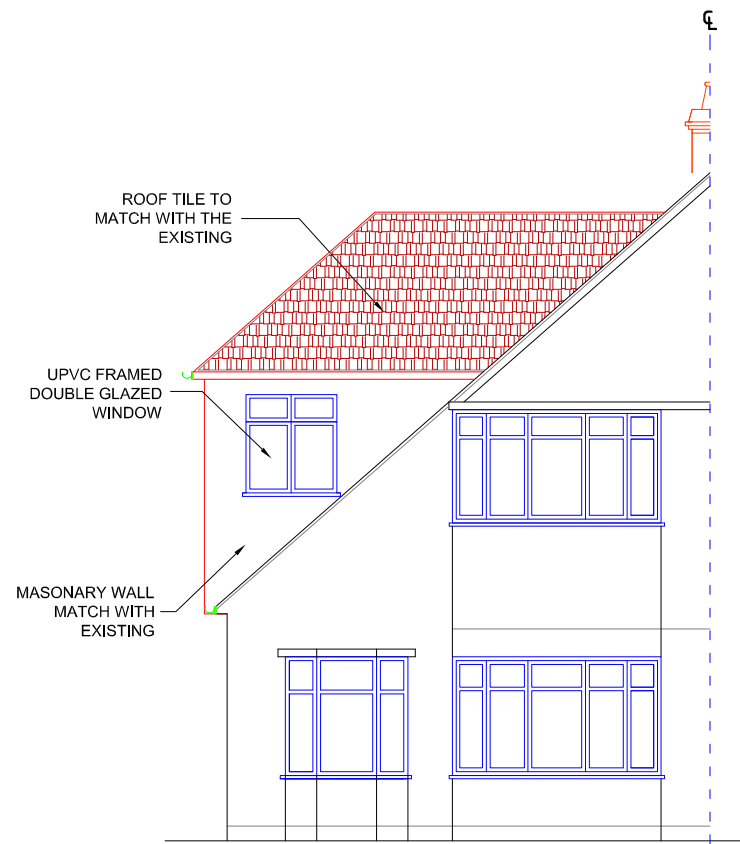 ℄
ROOF TILE TO
MATCH WITH THE
EXISTING
UPVC FRAMED
DOUBLE GLAZED
WINDOW
MASONARY WALL
MATCH WITH
EXISTING